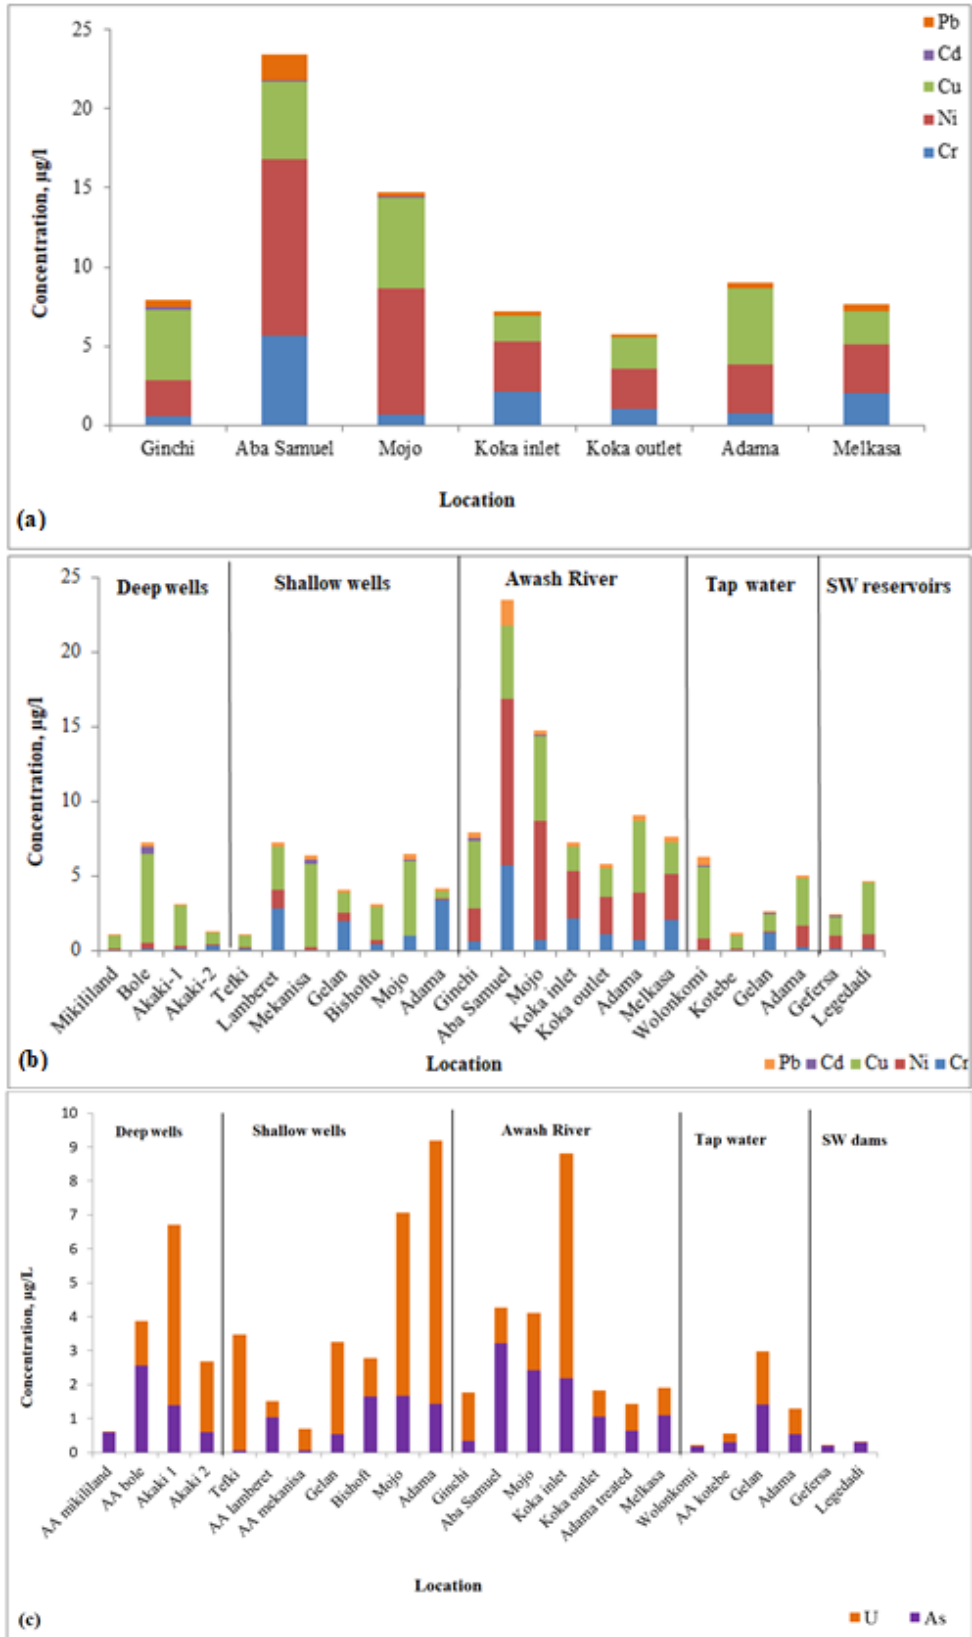 25
20
15
10
5
0
Concentration, µg/l
Pb
Cd
Cu
Ni
Cr
Ginchi Aba Samuel Mojo Koka inlet Koka outlet Adama Melkasa
Location
(a)
Deep wells Shallow wells Awash River Tap water SW reservoirs
25
20
15
10
5
0
Concentration, µg/l
Mikililand Bole Akaki-1 Akaki-2 Tefki Lamberet Mekanisa Gelan Bishoftu Mojo Adama Ginchi Aba Samuel Mojo Koka inlet Koka outlet Adama Melkasa Wolonkomi Kotebe Gelan Adama Gefersa Legedadi
Location
(b)
Pb Cd Cu Ni Cr
Deep wells Shallow wells Awash River Tap water SW dams
10
9
8
7
6
5
4
3
2
1
0
Concentration, µg/L
AA mikililand AA bole Akaki 1 Akaki 2 Tefki AA lamberet AA mekanisa Gelan Bishoft Mojo Adama Ginchi Aba Samuel Mojo Koka inlet Koka outlet Adama treated Melkasa Wolonkomi AA kotebe Gelan Adama Gefersa Legedadi
Location
(c)
U As